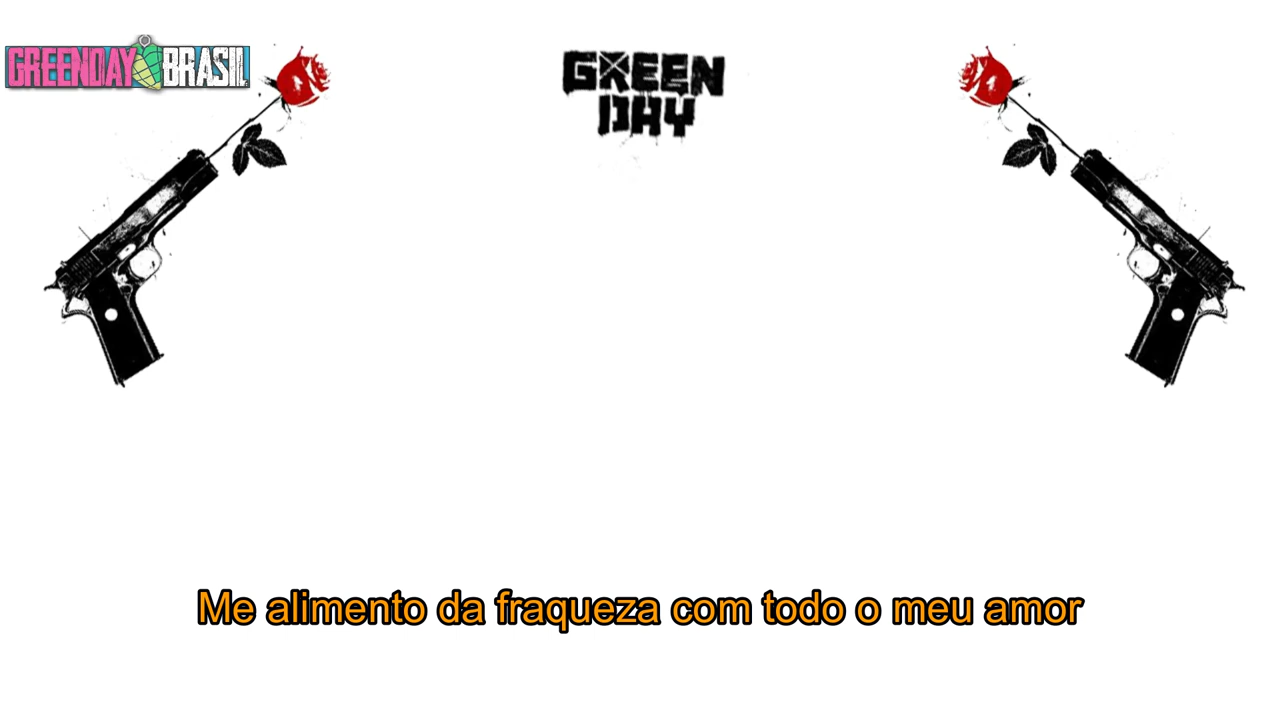 GREENDAY BRASIL
GREEN
DAY
Me alimento da fraqueza com todo o meu amor